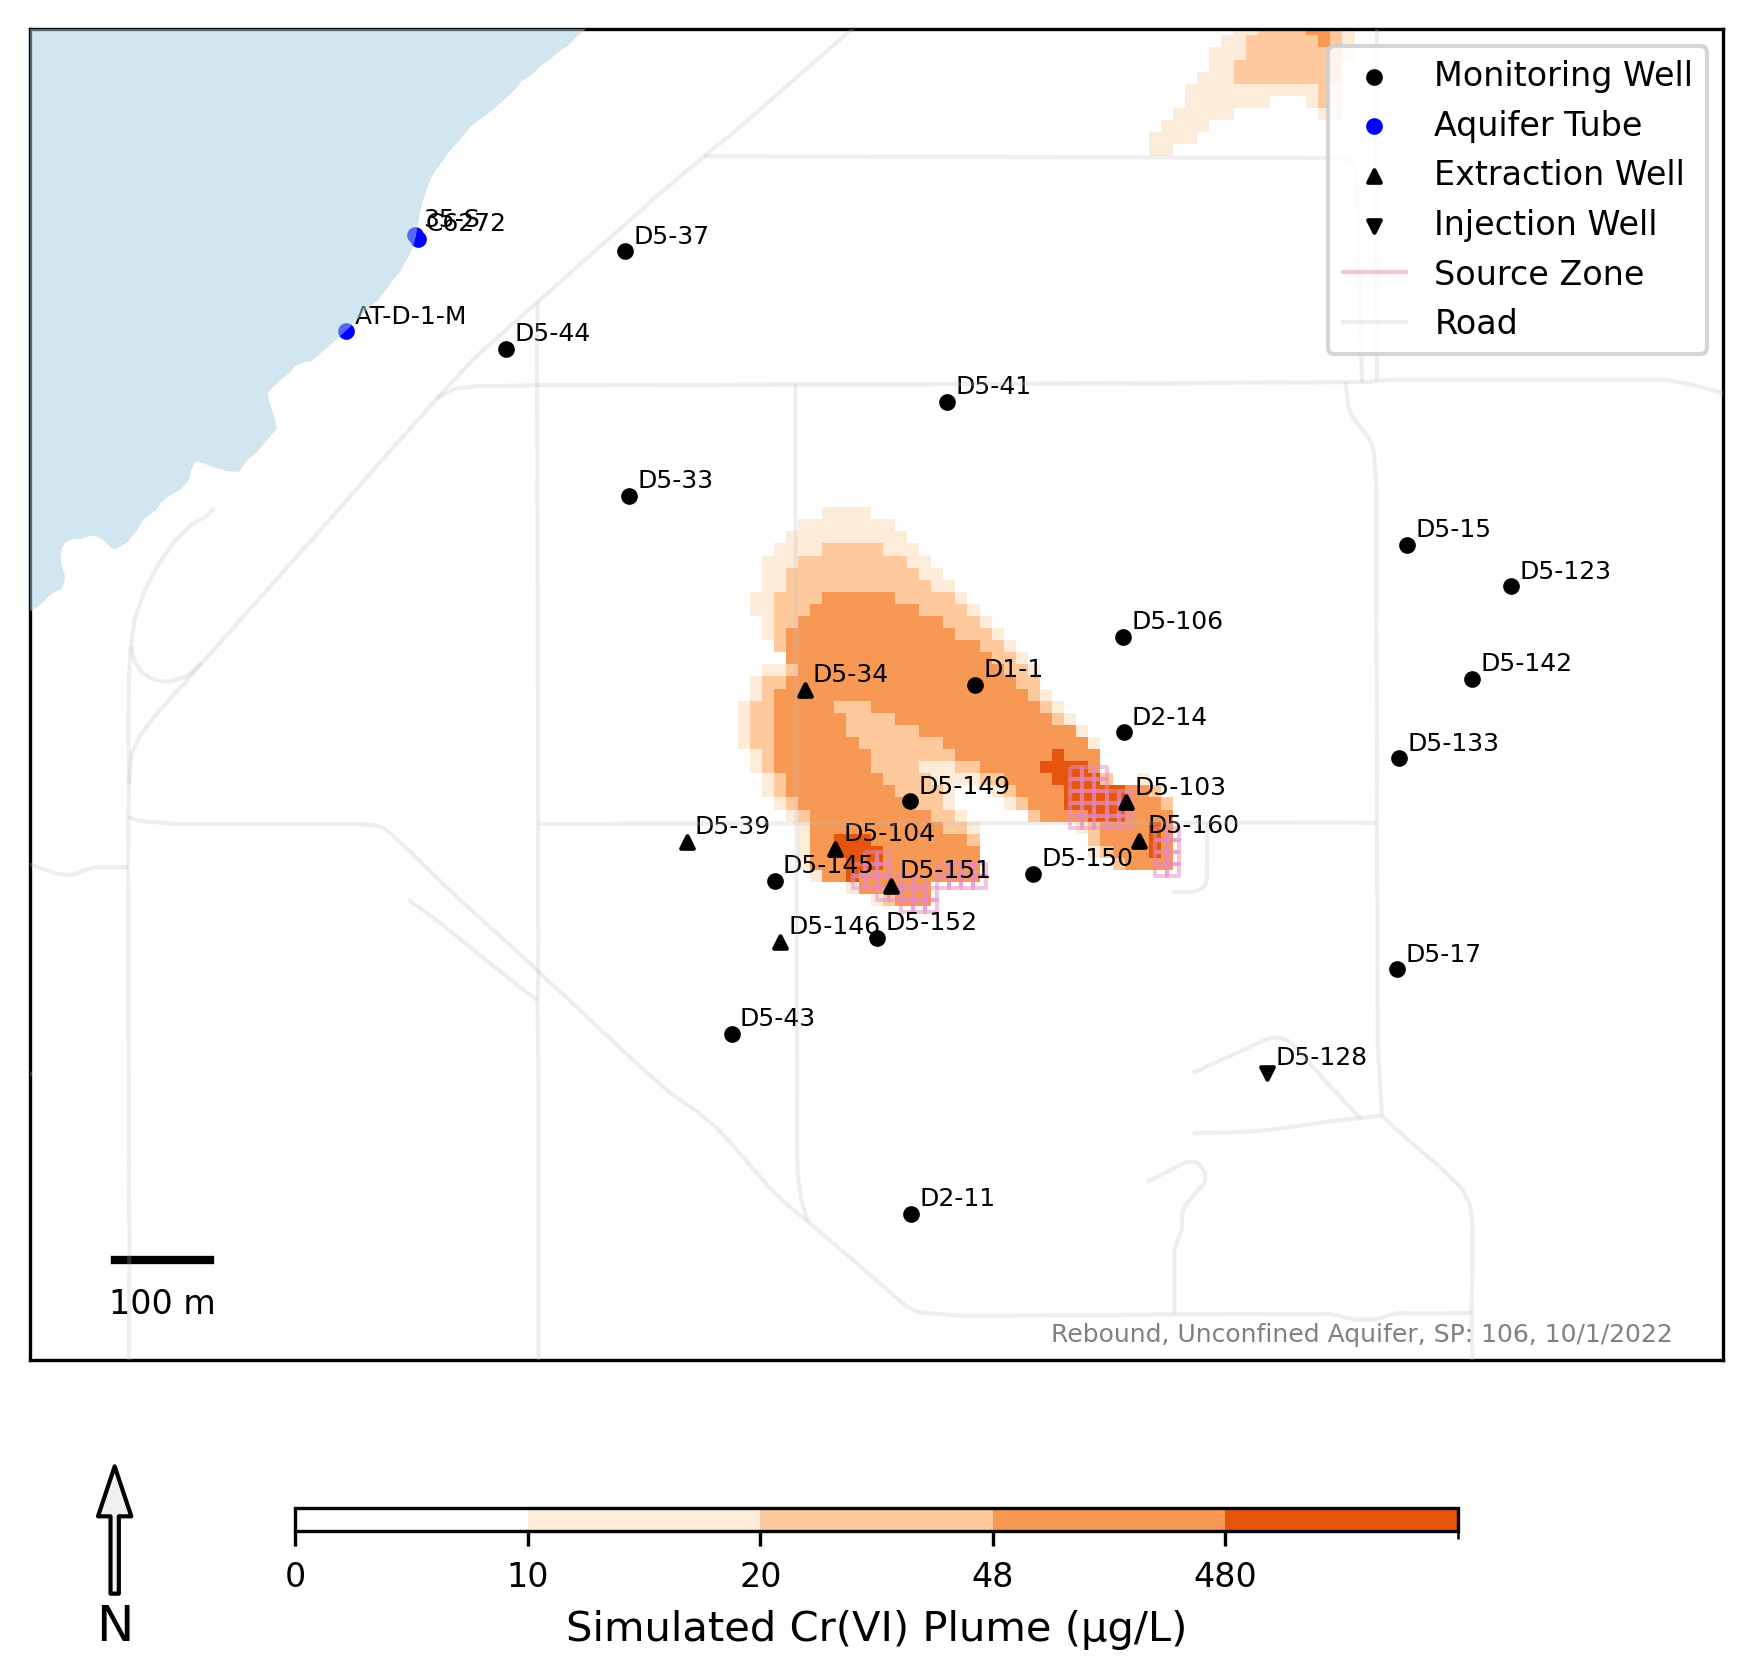 Monitoring Well
Aquifer Tube
Extraction Well
Injection Well
Source Zone
Road
35-S
C6272
D5-37
AT-D-1-M
D5-44
D5-41
D5-33
D5-15
D5-123
D5-106
D1-1
D5-34
D5-142
D2-14
D5-133
D5-149
D5-103
D5-39
D5-104
D5-160
D5-145
D5-151
D5-150
D5-146
D5-152
D5-17
D5-43
D5-128
D2-11
100 m
Rebound, Unconfined Aquifer, SP: 106, 10/1/2022
N
0 10 20 48 480
Simulated Cr(VI) Plume (μg/L)